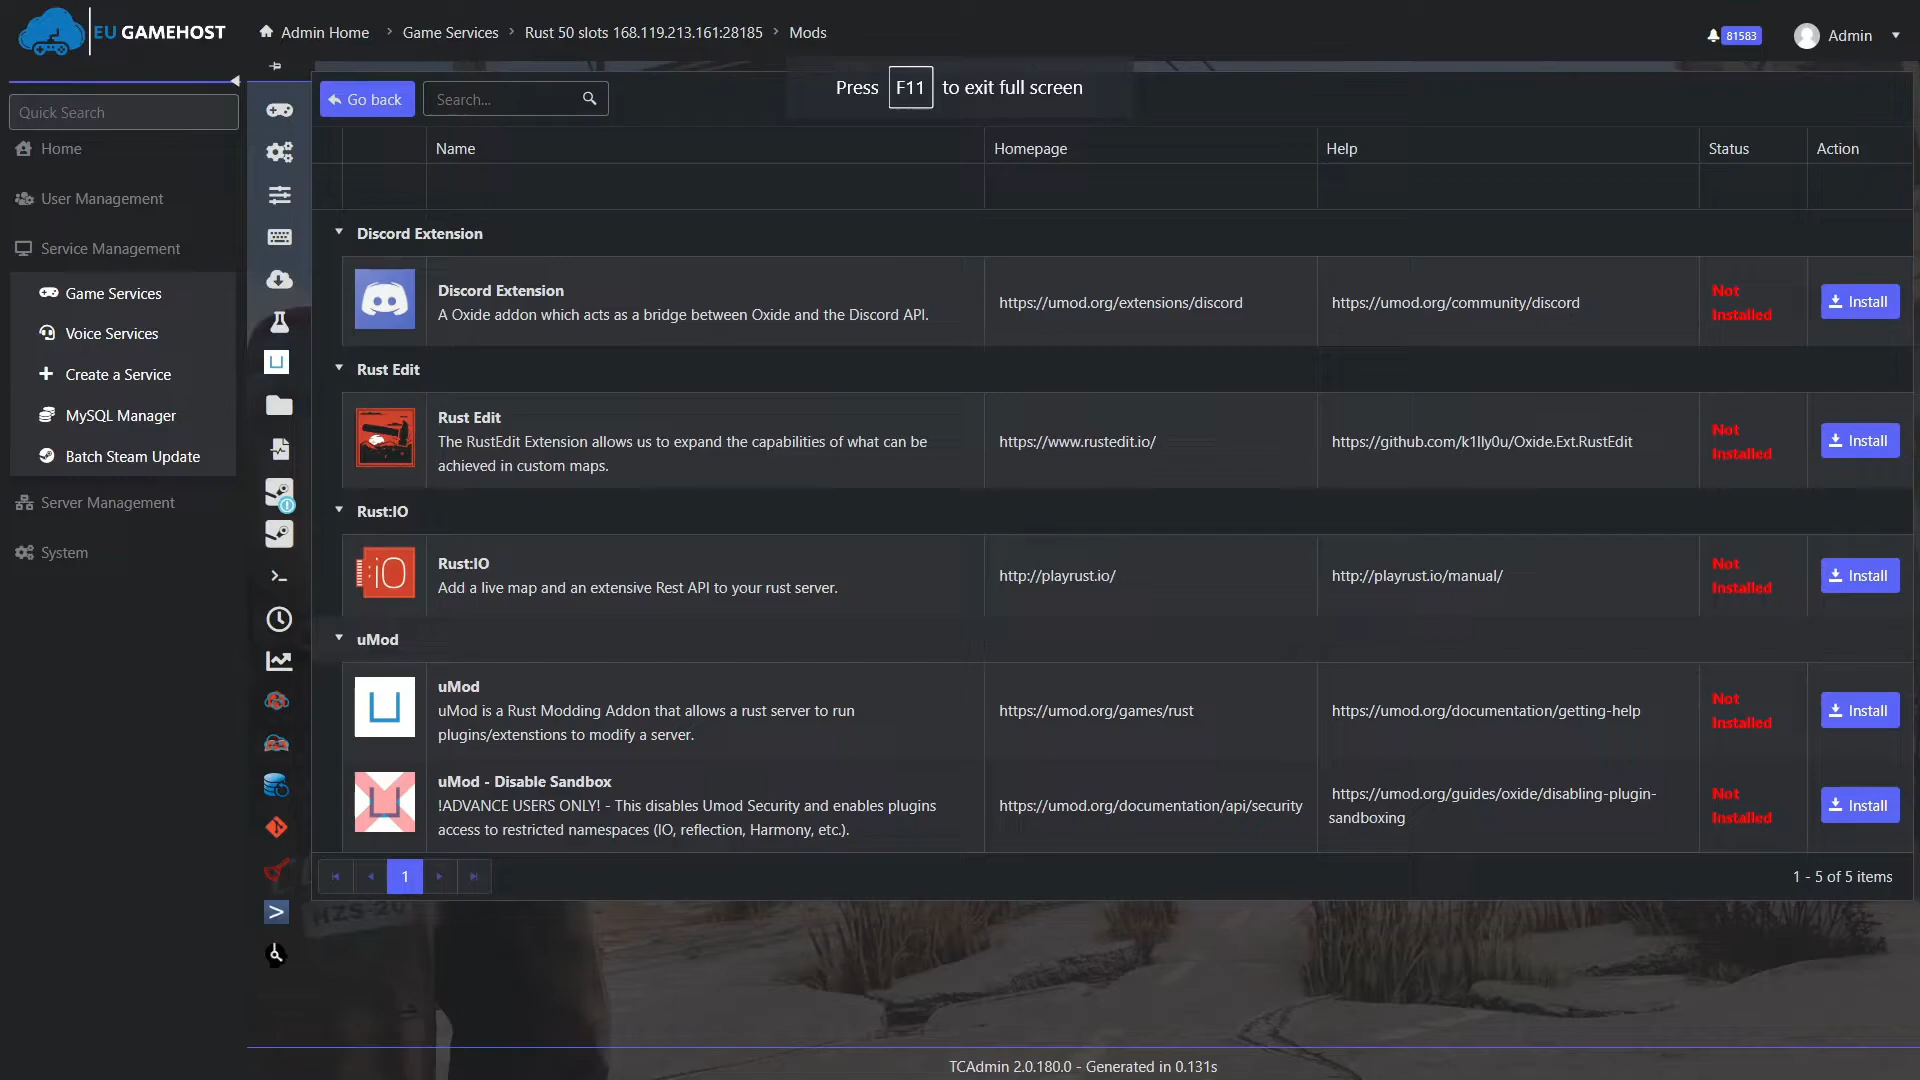 EU GAMEHOST
Admin Home > Game Services > Rust 50 slots 168.119.213.161:28185 > Mods
81583
Admin
Quick Search
Home
User Management
Service Management
Game Services
Voice Services
Create a Service
MySQL Manager
Batch Steam Update
Server Management
System
Go back
Search...
Press F11 to exit full screen
Name Homepage Help Status Action
Discord Extension
Discord Extension
A Oxide addon which acts as a bridge between Oxide and the Discord API.
https://umod.org/extensions/discord
https://umod.org/community/discord
Not
Installed
Install
Rust Edit
Rust Edit
The RustEdit Extension allows us to expand the capabilities of what can be
achieved in custom maps.
https://www.rustedit.io/
https://github.com/k1lly0u/Oxide.Ext.RustEdit
Not
Installed
Install
Rust:IO
iO
Rust:IO
Add a live map and an extensive Rest API to your rust server.
http://playrust.io/
http://playrust.io/manual/
Not
Installed
Install
uMod
uMod
uMod is a Rust Modding Addon that allows a rust server to run
plugins/extenstions to modify a server.
https://umod.org/games/rust
https://umod.org/documentation/getting-help
Not
Installed
Install
uMod - Disable Sandbox
!ADVANCE USERS ONLY! - This disables Umod Security and enables plugins
access to restricted namespaces (IO, reflection, Harmony, etc.).
https://umod.org/documentation/api/security
https://umod.org/guides/oxide/disabling-plugin-
sandboxing
Not
Installed
Install
1
1 - 5 of 5 items
TCAdmin 2.0.180.0 - Generated in 0.131s